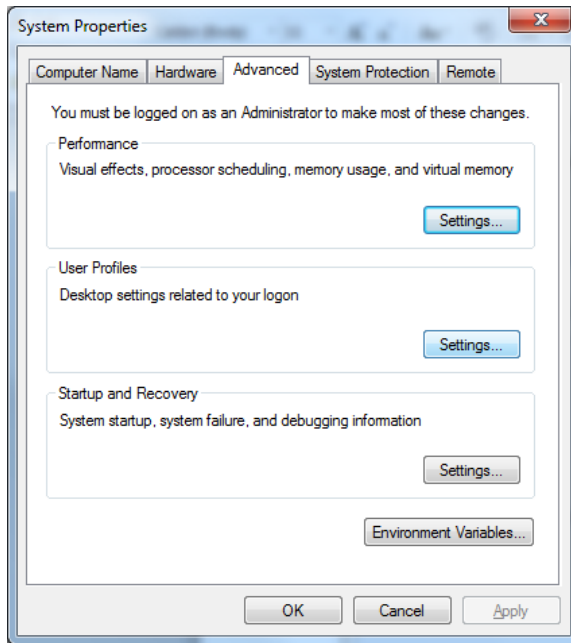 System Properties
Computer Name Hardware Advanced System Protection Remote
You must be logged on as an Administrator to make most of these changes.
Performance
Visual effects, processor scheduling, memory usage, and virtual memory
Settings...
User Profiles
Desktop settings related to your logon
Settings...
Startup and Recovery
System startup, system failure, and debugging information
Settings...
Environment Variables...
OK Cancel Apply